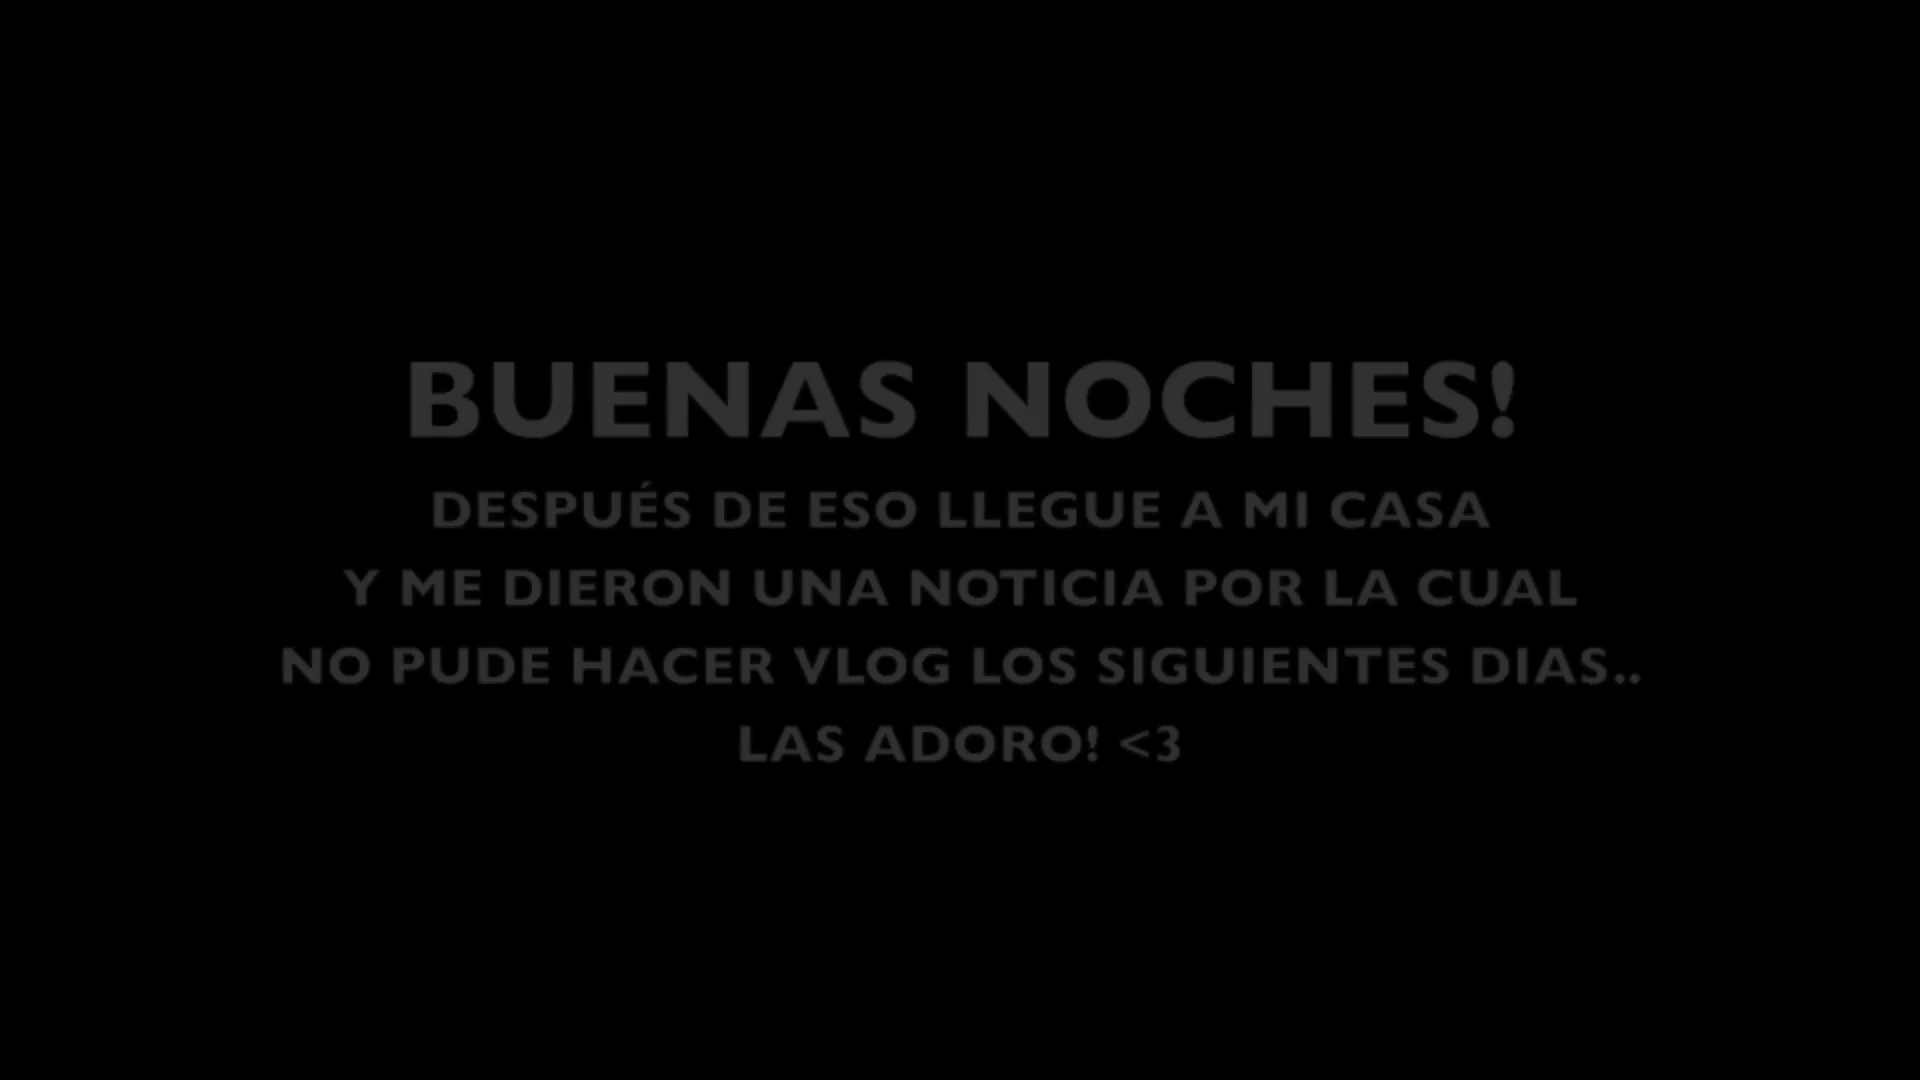 BUENAS NOCHES!
DESPUÉS DE ESO LLEGUE A MI CASA
Y ME DIERON UNA NOTICIA POR LA CUAL
NO PUDE HACER VLOG LOS SIGUIENTES DIAS..
LAS ADORO! <3